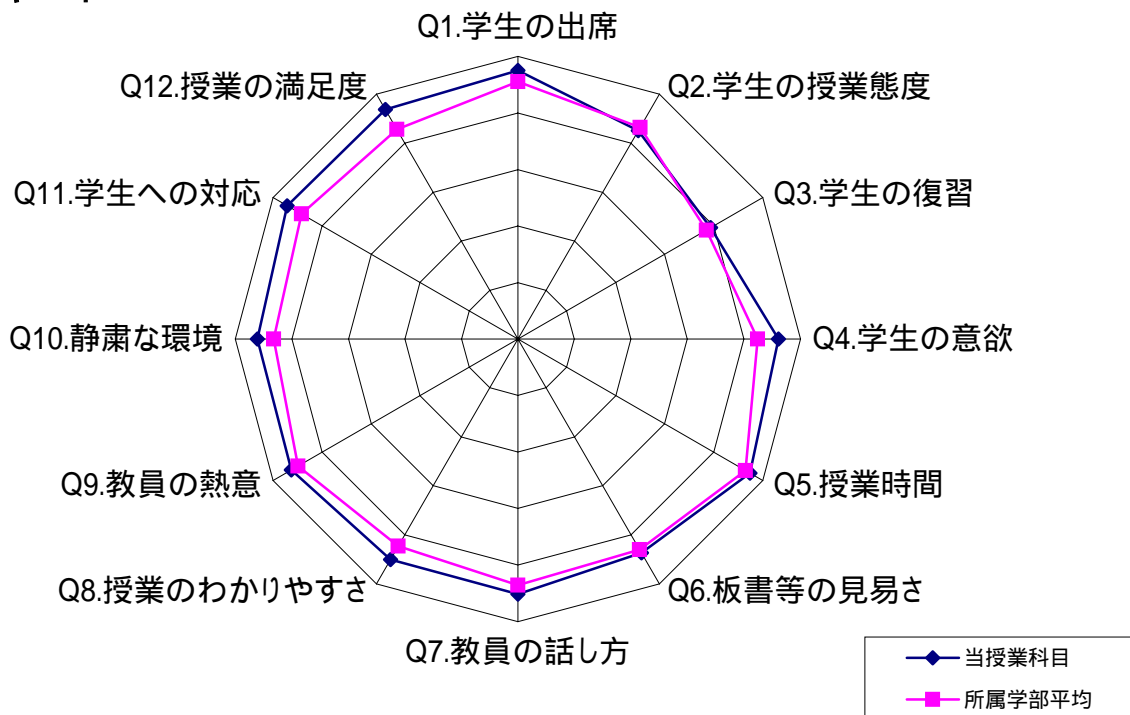 Q1.学生の出席
Q2.学生の授業態度
Q3.学生の復習
Q4.学生の意欲
Q5.授業時間
Q6.板書等の見易さ
Q7.教員の話し方
Q8.授業のわかりやすさ
Q9.教員の熱意
Q10.静粛な環境
Q11.学生への対応
Q12.授業の満足度
当授業科目
所属学部平均